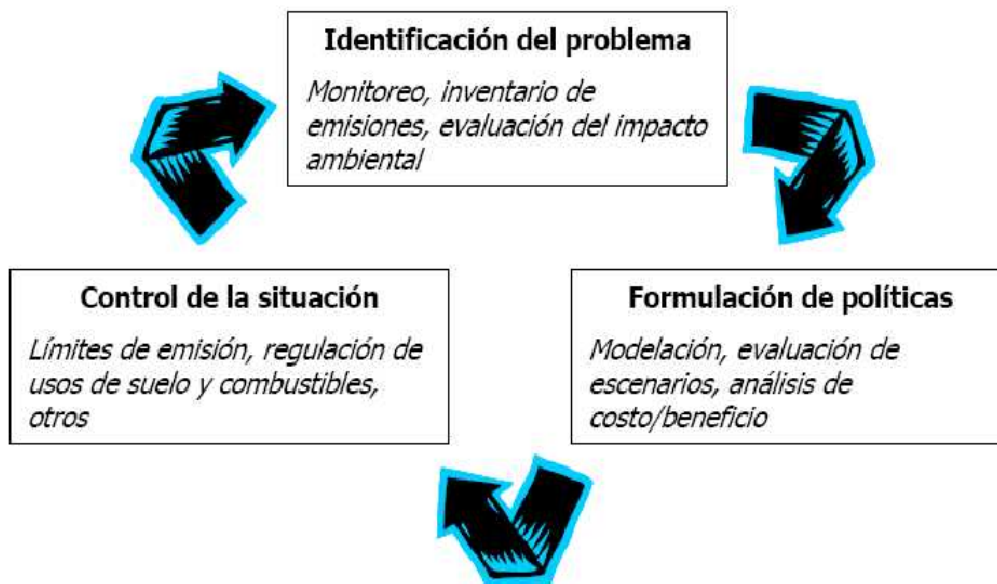 Identificación del problema
Monitoreo, inventario de
emisiones, evaluación del impacto
ambiental
Control de la situación
Límites de emisión, regulación de
usos de suelo y combustibles,
otros
Formulación de políticas
Modelación, evaluación de
escenarios, análisis de
costo/beneficio